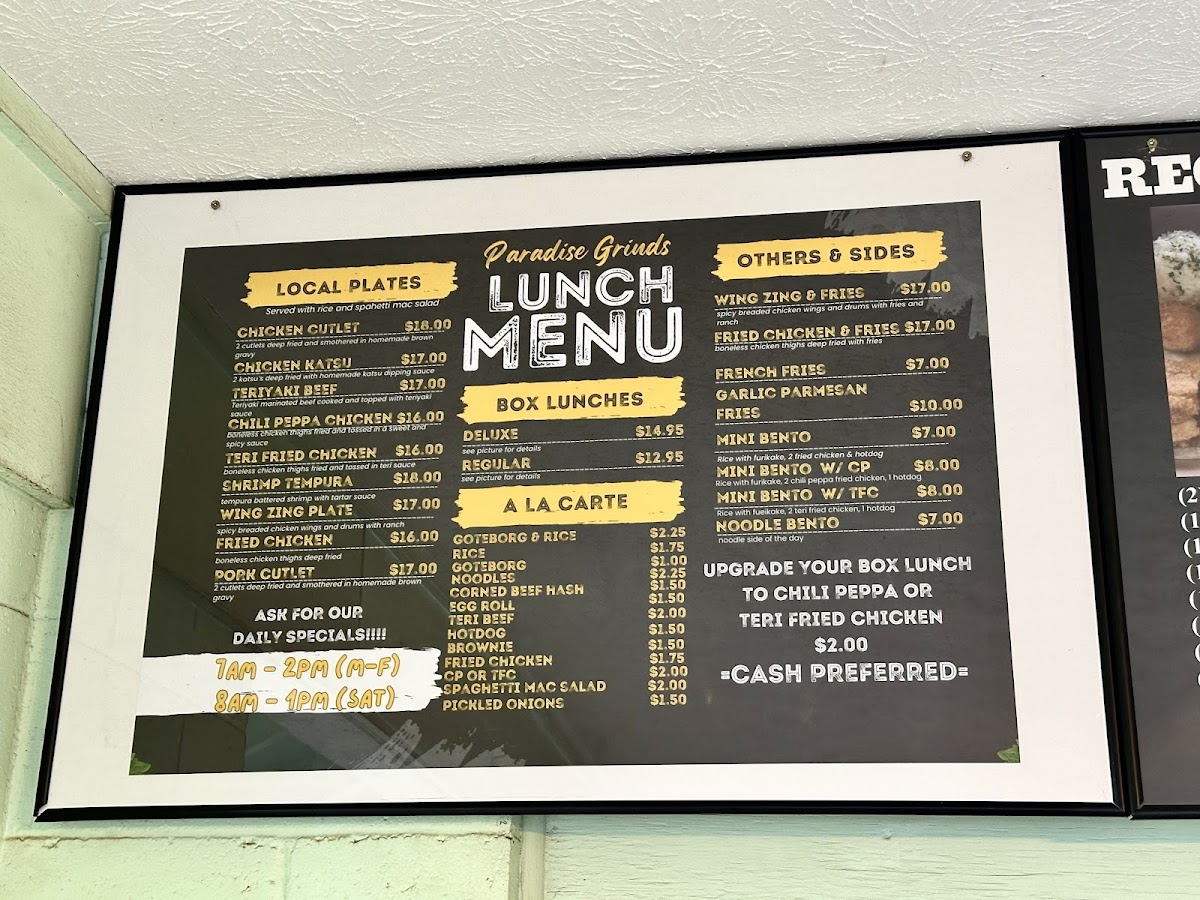 Paradise Grinds
LUNCH
MENU
LOCAL PLATES
Served with rice and spahetti mac salad
CHICKEN CUTLET $18.00
2 cutlets deep fried and smothered in homemade brown
gravy
CHICKEN KATSU $17.00
2 katsu's deep fried with homemade katsu dipping sauce
TERIYAKI BEEF $17.00
Teriyaki marinated beef cooked and topped with teriyaki
sauce
CHILI PEPPA CHICKEN $16.00
boneless chicken thighs fried and tossed in a sweet and
spicy sauce
TERI FRIED CHICKEN $16.00
boneless chicken thighs fried and tossed in teri sauce
SHRIMP TEMPURA $18.00
tempura battered shrimp with tartar sauce
WING ZING PLATE $17.00
spicy breaded chicken wings and drums with ranch
FRIED CHICKEN $16.00
boneless chicken thighs deep fried
PORK CUTLET $17.00
2 cutlets deep fried and smothered in homemade brown
gravy
ASK FOR OUR
DAILY SPECIALS!!!!
7AM - 2PM (M-F)
8AM - 1PM (SAT)
BOX LUNCHES
DELUXE $14.95
see picture for details
REGULAR $12.95
see picture for details
A LA CARTE
GOTEBORG & RICE $2.25
RICE $1.75
GOTEBORG $1.00
NOODLES $2.25
CORNED BEEF HASH $1.50
EGG ROLL $1.50
TERI BEEF $2.00
HOTDOG $1.50
BROWNIE $1.50
FRIED CHICKEN $1.75
CP OR TFC $2.00
SPAGHETTI MAC SALAD $2.00
PICKLED ONIONS $1.50
OTHERS & SIDES
WING ZING & FRIES $17.00
spicy breaded chicken wings and drums with fries and
ranch
FRIED CHICKEN & FRIES $17.00
boneless chicken thighs deep fried with fries
FRENCH FRIES $7.00
GARLIC PARMESAN
FRIES $10.00
MINI BENTO $7.00
Rice with furikake, 2 fried chicken & hotdog
MINI BENTO W/ CP $8.00
Rice with furikake, 2 chili peppa fried chicken, 1 hotdog
MINI BENTO W/ TFC $8.00
Rice with fueikake, 2 teri fried chicken, 1 hotdog
NOODLE BENTO $7.00
noodle side of the day
UPGRADE YOUR BOX LUNCH
TO CHILI PEPPA OR
TERI FRIED CHICKEN
$2.00
=CASH PREFERRED=